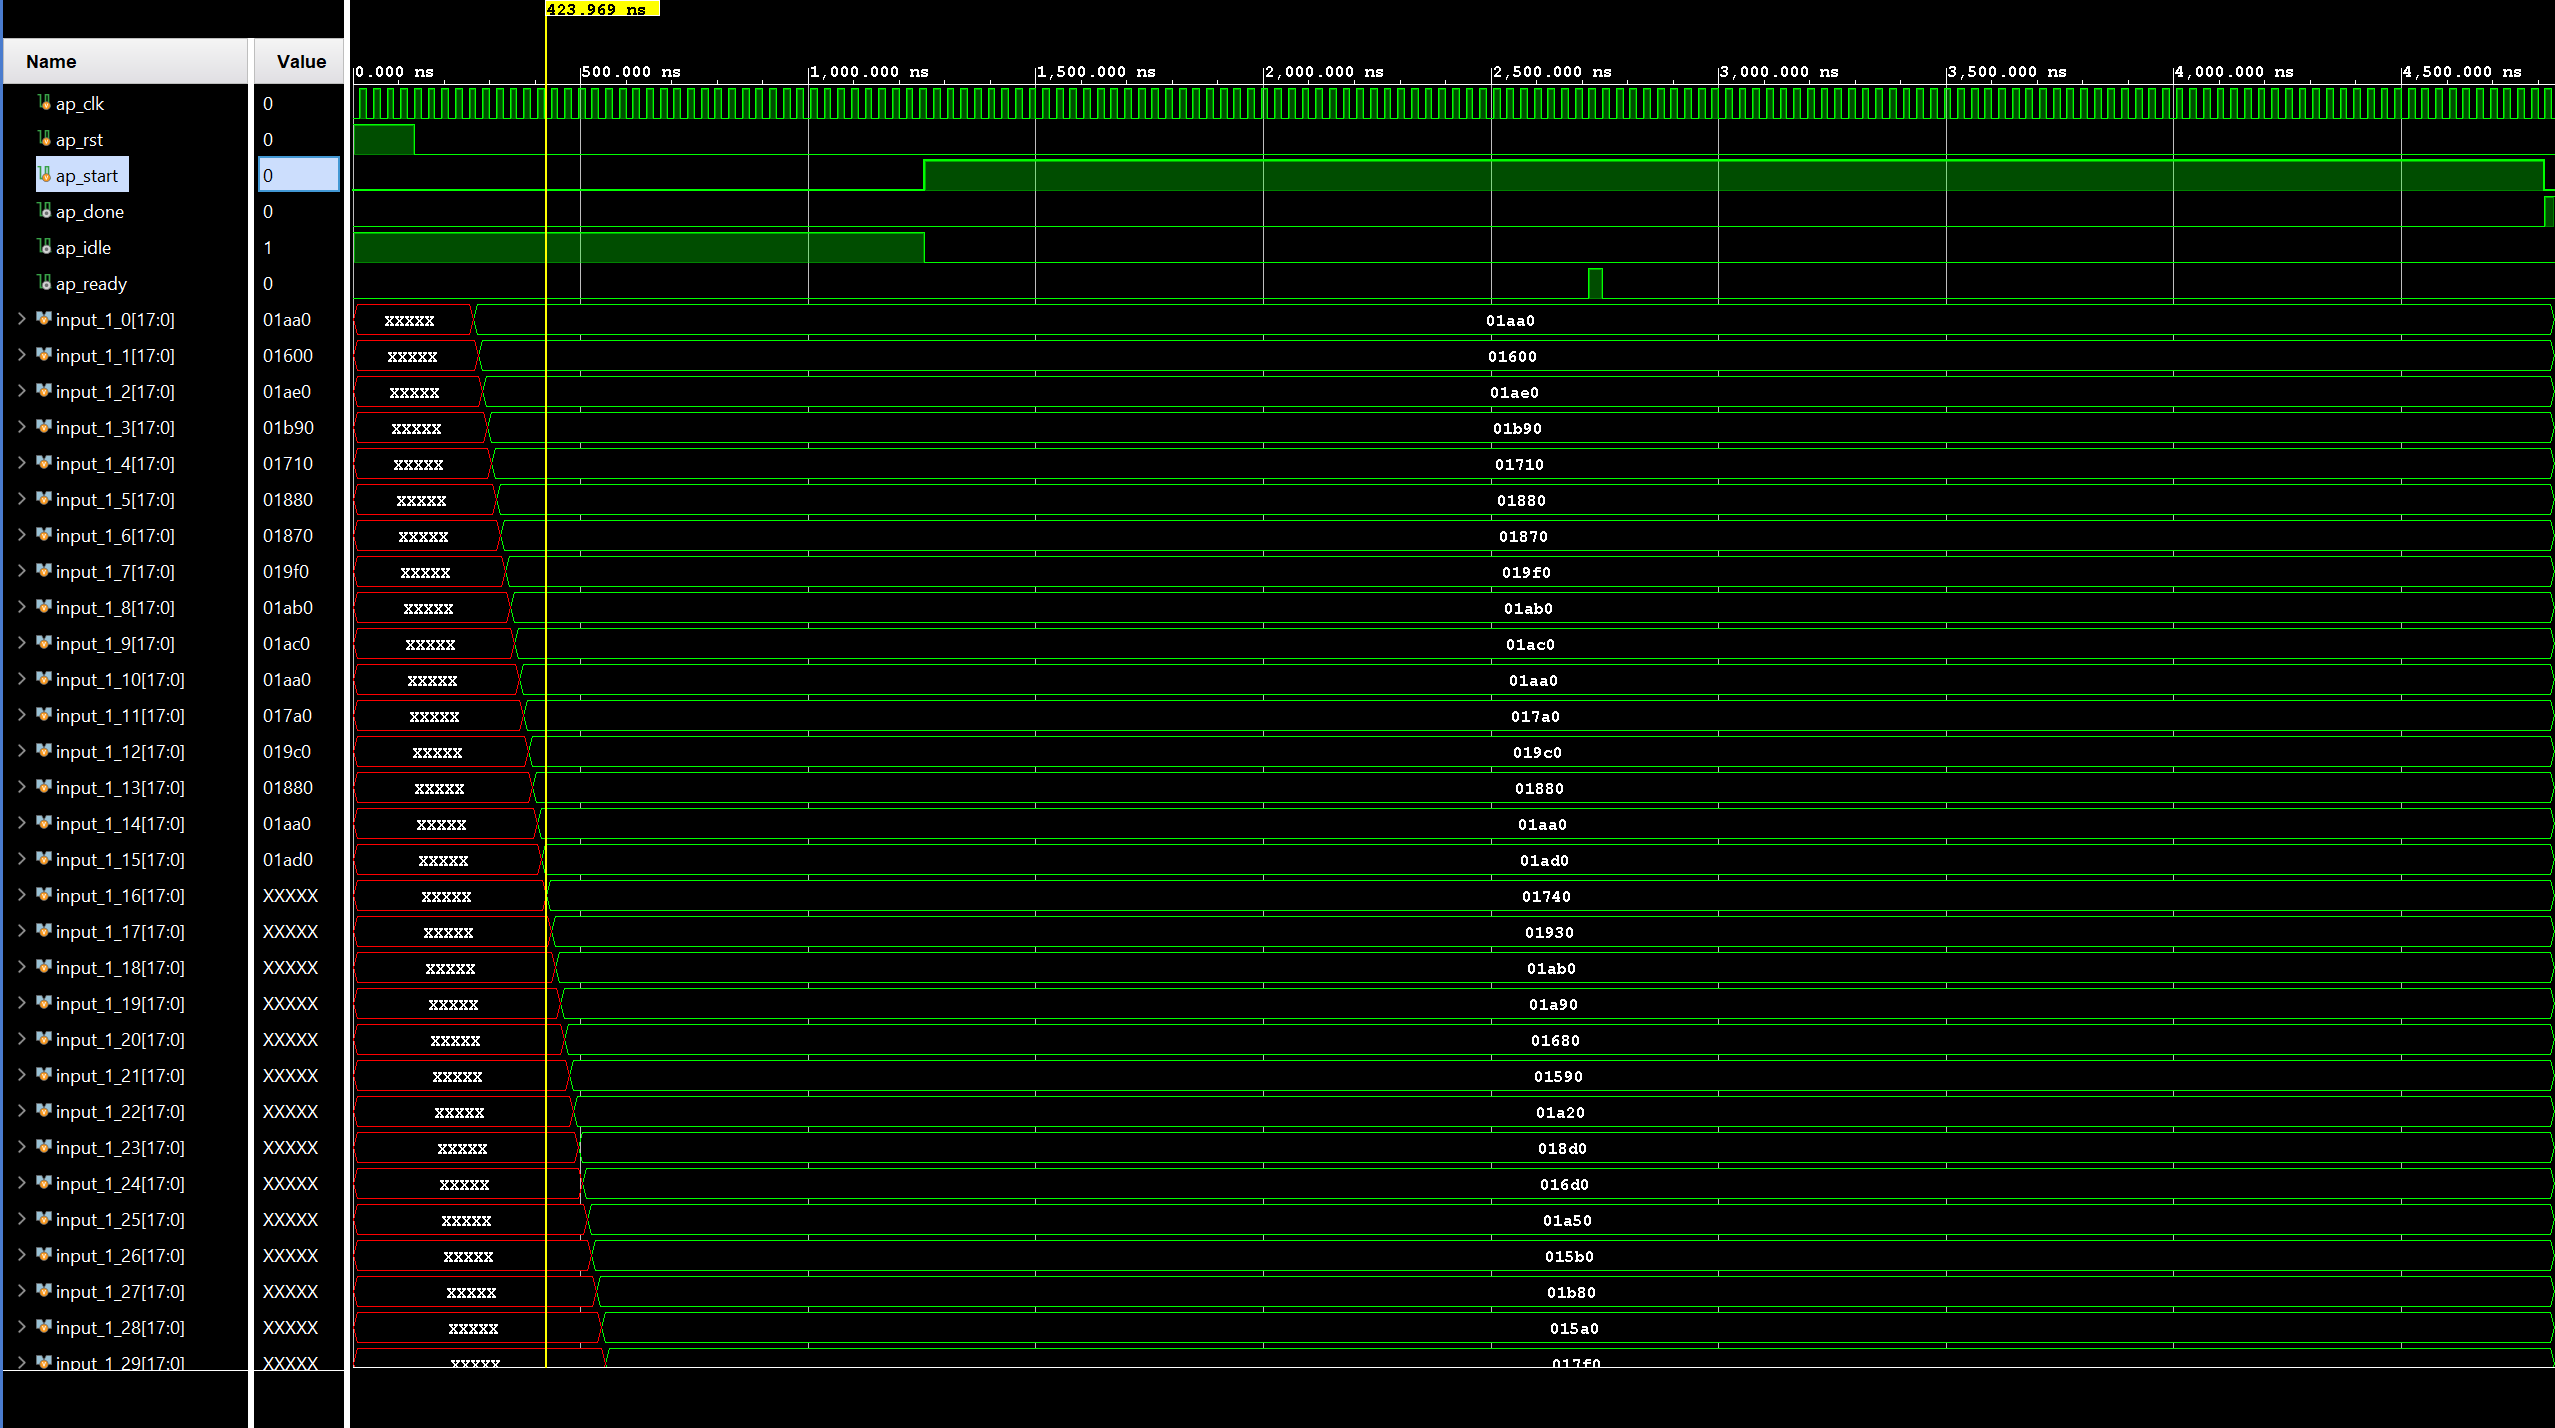 423.969 ns
Name Value
0.000 ns 500.000 ns 1,000.000 ns 1,500.000 ns 2,000.000 ns 2,500.000 ns 3,000.000 ns 3,500.000 ns 4,000.000 ns 4,500.000 ns
ap_clk 0
ap_rst 0
ap_start 0
ap_done 0
ap_idle 1
ap_ready 0
input_1_0[17:0] 01aa0 XXXXX 01aa0
input_1_1[17:0] 01600 XXXXX 01600
input_1_2[17:0] 01ae0 XXXXX 01ae0
input_1_3[17:0] 01b90 XXXXX 01b90
input_1_4[17:0] 01710 XXXXX 01710
input_1_5[17:0] 01880 XXXXX 01880
input_1_6[17:0] 01870 XXXXX 01870
input_1_7[17:0] 019f0 XXXXX 019f0
input_1_8[17:0] 01ab0 XXXXX 01ab0
input_1_9[17:0] 01ac0 XXXXX 01ac0
input_1_10[17:0] 01aa0 XXXXX 01aa0
input_1_11[17:0] 017a0 XXXXX 017a0
input_1_12[17:0] 019c0 XXXXX 019c0
input_1_13[17:0] 01880 XXXXX 01880
input_1_14[17:0] 01aa0 XXXXX 01aa0
input_1_15[17:0] 01ad0 XXXXX 01ad0
input_1_16[17:0] XXXXX XXXXX 01740
input_1_17[17:0] XXXXX XXXXX 01930
input_1_18[17:0] XXXXX XXXXX 01ab0
input_1_19[17:0] XXXXX XXXXX 01a90
input_1_20[17:0] XXXXX XXXXX 01680
input_1_21[17:0] XXXXX XXXXX 01590
input_1_22[17:0] XXXXX XXXXX 01a20
input_1_23[17:0] XXXXX XXXXX 018d0
input_1_24[17:0] XXXXX XXXXX 016d0
input_1_25[17:0] XXXXX XXXXX 01a50
input_1_26[17:0] XXXXX XXXXX 015b0
input_1_27[17:0] XXXXX XXXXX 01b80
input_1_28[17:0] XXXXX XXXXX 015a0
input_1_29[17:0] XXXXX XXXXX 017f0